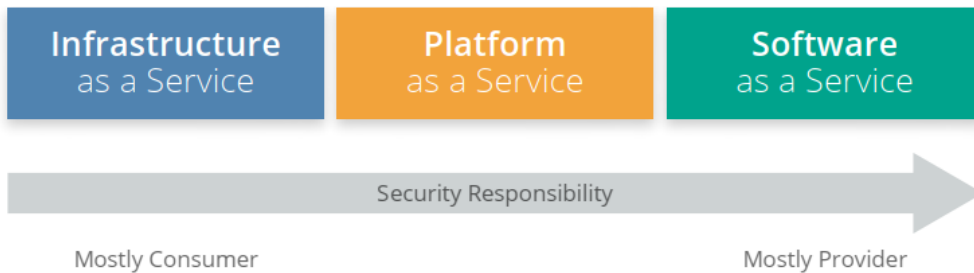 Infrastructure
as a Service
Platform
as a Service
Software
as a Service
Security Responsibility
Mostly Consumer
Mostly Provider